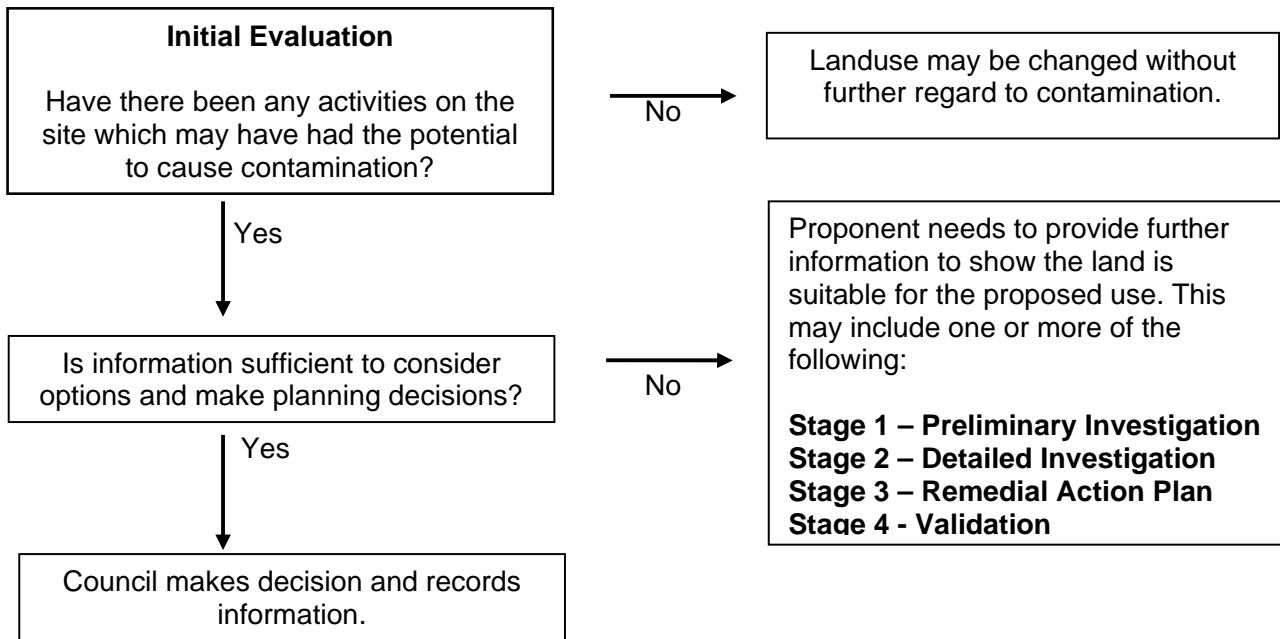 Initial Evaluation
Have there been any activities on the
site which may have had the potential
to cause contamination?
No
Landuse may be changed without
further regard to contamination.
Yes
Is information sufficient to consider
options and make planning decisions?
No
Proponent needs to provide further
information to show the land is
suitable for the proposed use. This
may include one or more of the
following:
Stage 1 – Preliminary Investigation
Stage 2 – Detailed Investigation
Stage 3 – Remedial Action Plan
Stage 4 - Validation
Yes
Council makes decision and records
information.